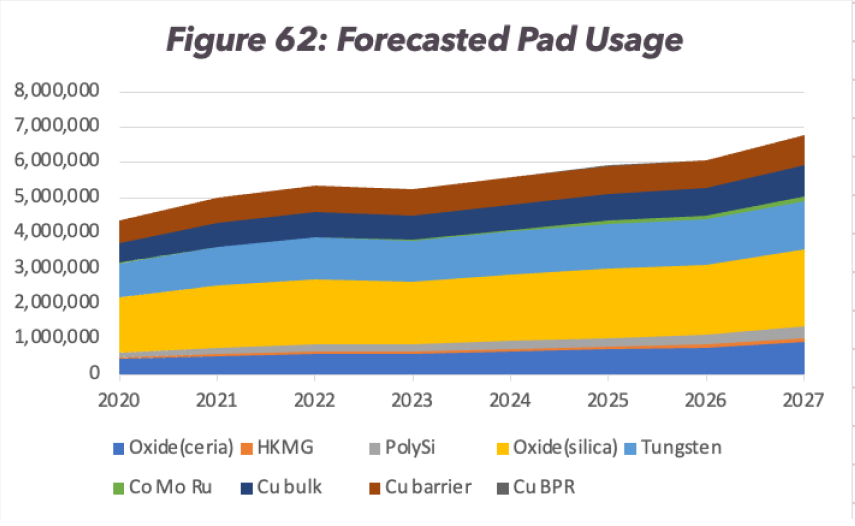 Figure 62: Forecasted Pad Usage
8,000,000
7,000,000
6,000,000
5,000,000
4,000,000
3,000,000
2,000,000
1,000,000
0
2020 2021 2022 2023 2024 2025 2026 2027
Oxide(ceria) HKMG PolySi Oxide(silica) Tungsten
Co Mo Ru Cu bulk Cu barrier Cu BPR